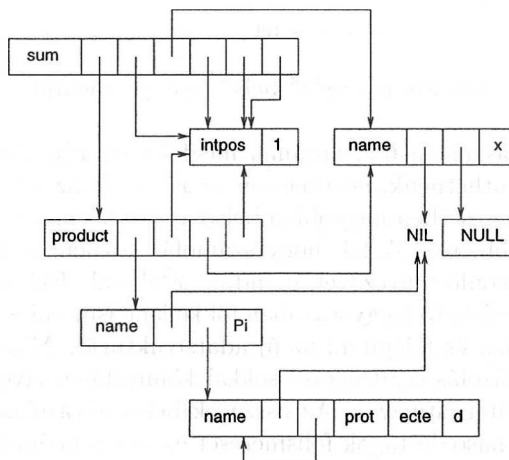 sum
intpos 1 name x
product NIL NULL
name Pi
name prot ecte d